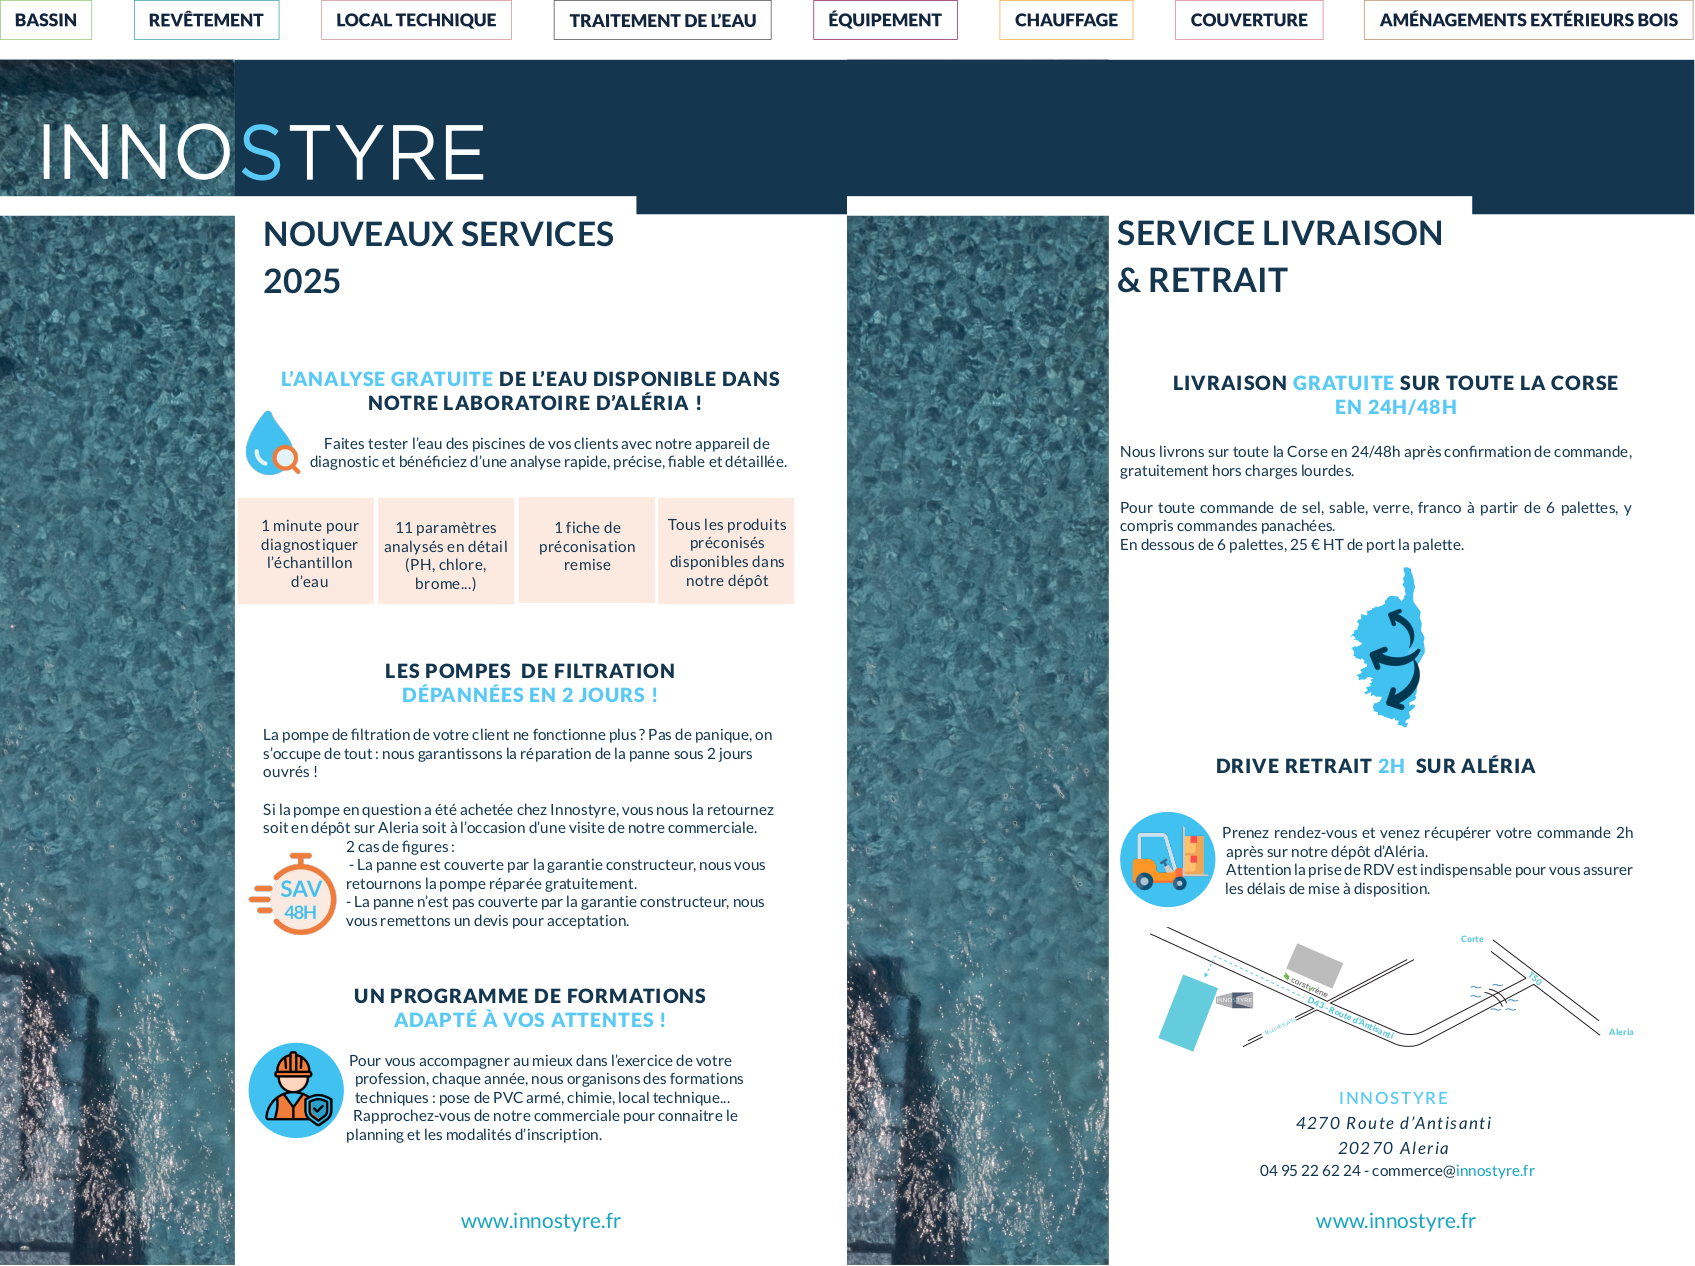 BASSIN
REVÊTEMENT
LOCAL TECHNIQUE
TRAITEMENT DE L'EAU
ÉQUIPEMENT
CHAUFFAGE
COUVERTURE
AMÉNAGEMENTS EXTÉRIEURS BOIS
INNOSTYRE
NOUVEAUX SERVICES
2025
L'ANALYSE GRATUITE DE L'EAU DISPONIBLE DANS
NOTRE LABORATOIRE D'ALÉRIA !
Faites tester l'eau des piscines de vos clients avec notre appareil de
diagnostic et bénéficiez d'une analyse rapide, précise, fiable et détaillée.
1 minute pour
diagnostiquer
l'échantillon
d'eau
11 paramètres
analysés en détail
(PH, chlore,
brome...)
1 fiche de
préconisation
remise
Tous les produits
préconisés
disponibles dans
notre dépôt
LES POMPES DE FILTRATION
DÉPANNÉES EN 2 JOURS !
La pompe de filtration de votre client ne fonctionne plus ? Pas de panique, on
s'occupe de tout : nous garantissons la réparation de la panne sous 2 jours
ouvrés !
Si la pompe en question a été achetée chez Innostyre, vous nous la retournez
soit en dépôt sur Aleria soit à l'occasion d'une visite de notre commerciale.
2 cas de figures :
- La panne est couverte par la garantie constructeur, nous vous
retournons la pompe réparée gratuitement.
- La panne n'est pas couverte par la garantie constructeur, nous
vous remettons un devis pour acceptation.
SAV
48H
UN PROGRAMME DE FORMATIONS
ADAPTÉ À VOS ATTENTES !
Pour vous accompagner au mieux dans l'exercice de votre
profession, chaque année, nous organisons des formations
techniques : pose de PVC armé, chimie, local technique...
Rapprochez-vous de notre commerciale pour connaitre le
planning et les modalités d'inscription.
www.innostyre.fr
SERVICE LIVRAISON
& RETRAIT
LIVRAISON GRATUITE SUR TOUTE LA CORSE
EN 24H/48H
Nous livrons sur toute la Corse en 24/48h après confirmation de commande,
gratuitement hors charges lourdes.
Pour toute commande de sel, sable, verre, franco à partir de 6 palettes, y
compris commandes panachées.
En dessous de 6 palettes, 25 € HT de port la palette.
DRIVE RETRAIT 2H SUR ALÉRIA
Prenez rendez-vous et venez récupérer votre commande 2h
après sur notre dépôt d'Aléria.
Attention la prise de RDV est indispensable pour vous assurer
les délais de mise à disposition.
Corte
T50
corstyrène
INNOSTYRE
D43 - Route d'Antisanti
Aleria
INNOSTYRE
4270 Route d'Antisanti
20270 Aleria
04 95 22 62 24 - commerce@innostyre.fr
www.innostyre.fr